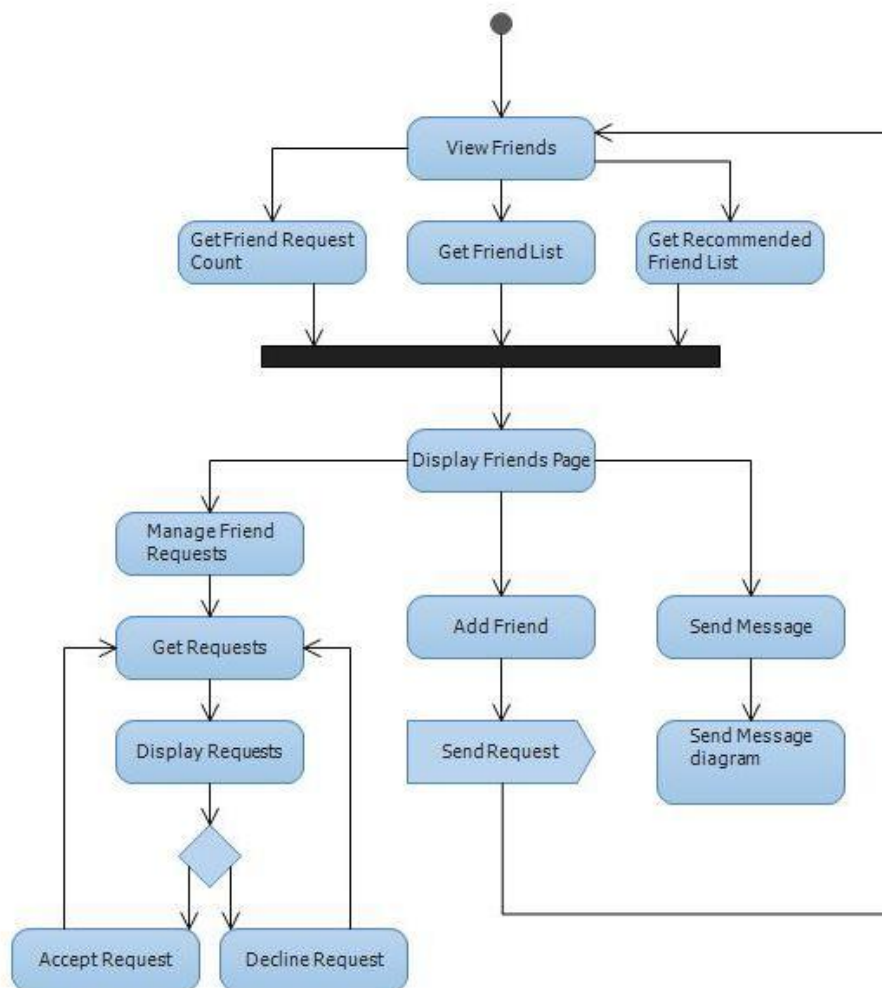 View Friends
Get Friend Request
Count
Get Friend List
Get Recommended
Friend List
Display Friends Page
Manage Friend
Requests
Add Friend
Send Message
Get Requests
Display Requests
Send Request
Send Message
diagram
Accept Request
Decline Request